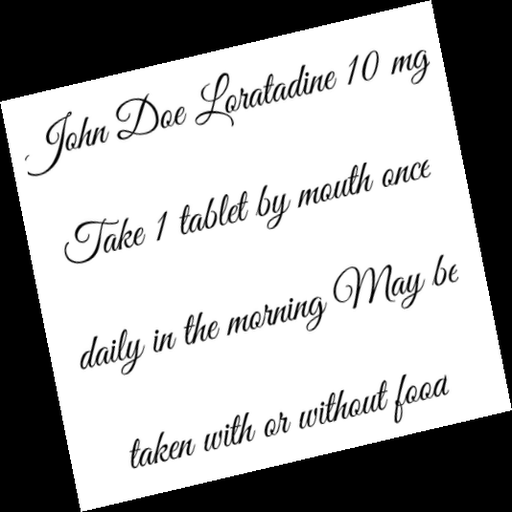 John Doe Loratadine 10 mg
Take 1 tablet by mouth once
daily in the morning May be
taken with or without food